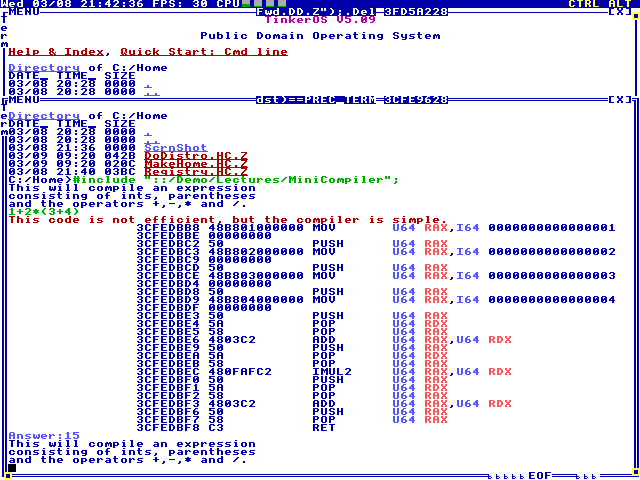 Wed 03/08 21:42:36 FPS: 30 CPU CTRL ALT
MENU Fwd.DD.Z");.Del 3FD5A228 [X]
TinkerOS V5.09
Public Domain Operating System
Help & Index, Quick Start: Cmd line
Directory of C:/Home
DATE_ TIME_ SIZE
03/08 20:28 0000 .
03/08 20:28 0000 ..
MENU dst)==PREC_TERM 3CFE9628 [X]
Directory of C:/Home
DATE_ TIME_ SIZE
03/08 20:28 0000 .
03/08 20:28 0000 ..
03/08 21:36 0000 ScrnShot
03/09 09:20 042B DoDistro.HC.Z
03/09 09:20 020C MakeHome.HC.Z
03/08 21:40 03BC Registry.HC.Z
C:/Home>#include "::/Demo/Lectures/MiniCompiler";
This will compile an expression
consisting of ints, parentheses
and the operators +,-,* and /.
1+2*(3+4)
This code is not efficient, but the compiler is simple.
3CFEDBB8 48B801000000 MOV U64 RAX,I64 0000000000000001
3CFEDBBE 00000000
3CFEDBC2 50 PUSH U64 RAX
3CFEDBC3 48B802000000 MOV U64 RAX,I64 0000000000000002
3CFEDBC9 00000000
3CFEDBCD 50 PUSH U64 RAX
3CFEDBCE 48B803000000 MOV U64 RAX,I64 0000000000000003
3CFEDBD4 00000000
3CFEDBD8 50 PUSH U64 RAX
3CFEDBD9 48B804000000 MOV U64 RAX,I64 0000000000000004
3CFEDBDF 00000000
3CFEDBE3 50 PUSH U64 RAX
3CFEDBE4 5A POP U64 RDX
3CFEDBE5 58 POP U64 RAX
3CFEDBE6 4803C2 ADD U64 RAX,U64 RDX
3CFEDBE9 50 PUSH U64 RAX
3CFEDBEA 5A POP U64 RDX
3CFEDBEB 58 POP U64 RAX
3CFEDBEC 480FAFC2 IMUL2 U64 RAX,U64 RDX
3CFEDBF0 50 PUSH U64 RAX
3CFEDBF1 5A POP U64 RDX
3CFEDBF2 58 POP U64 RAX
3CFEDBF3 4803C2 ADD U64 RAX,U64 RDX
3CFEDBF6 50 PUSH U64 RAX
3CFEDBF7 58 POP U64 RAX
3CFEDBF8 C3 RET
Answer:15
This will compile an expression
consisting of ints, parentheses
and the operators +,-,* and /.
EOF